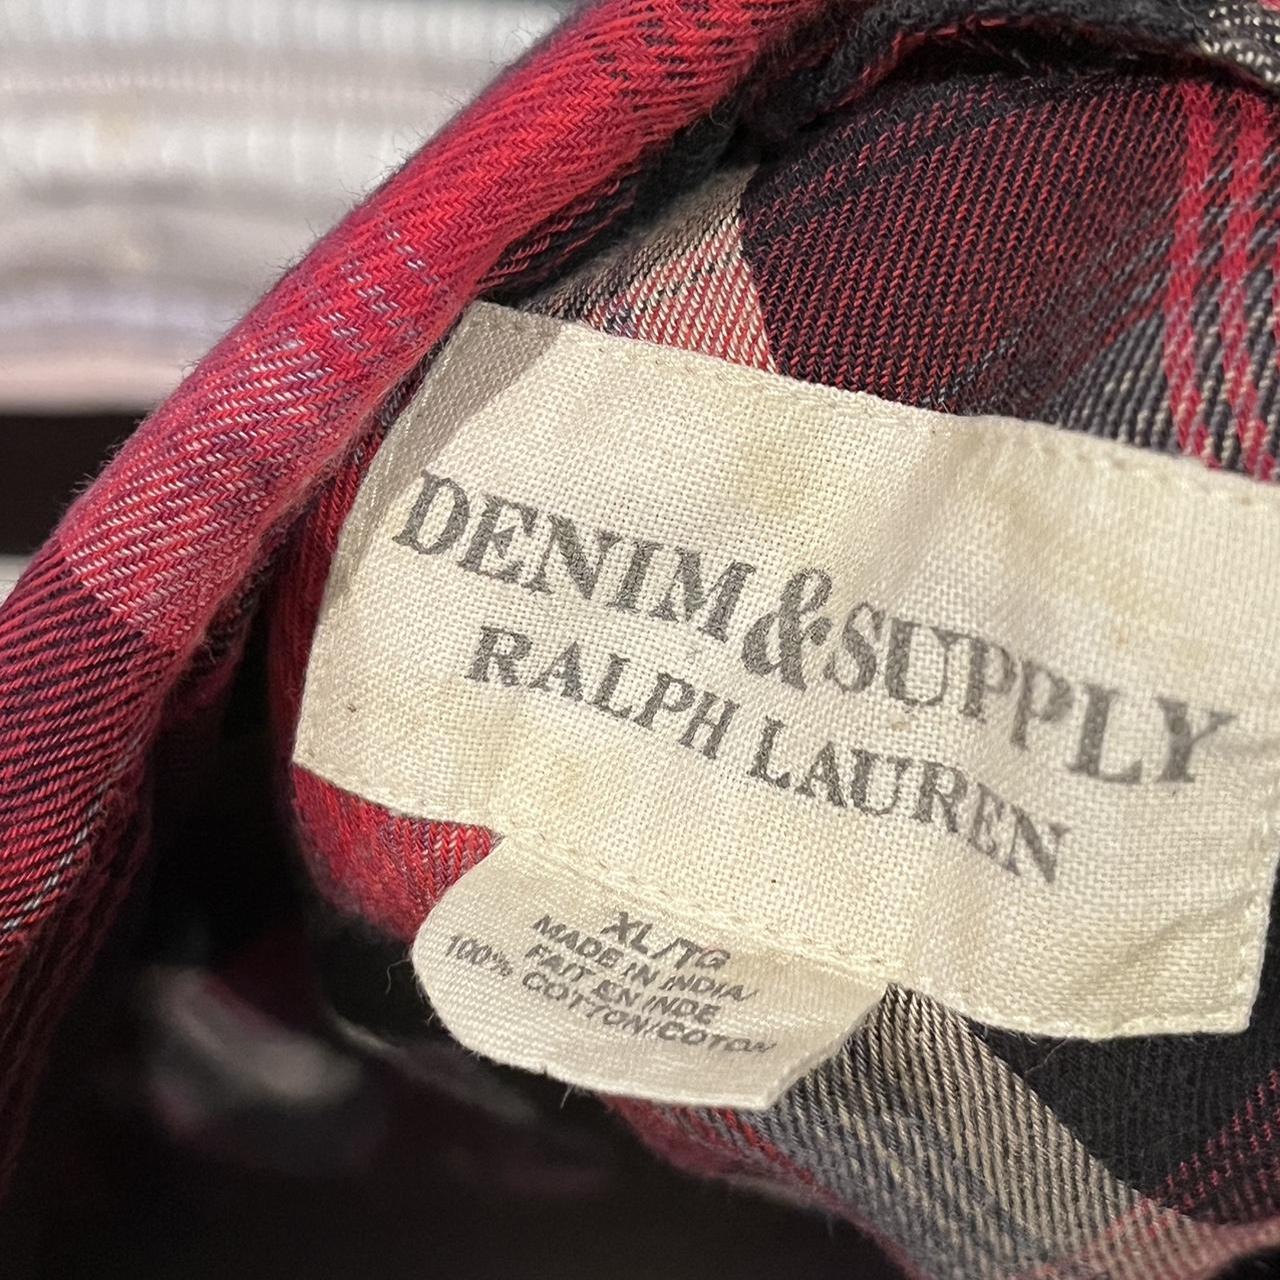 DENIM & SUPPLY
RALPH LAUREN
XL/TG
MADE IN INDIA/
FAIT EN INDE
100% COTTON/COTON